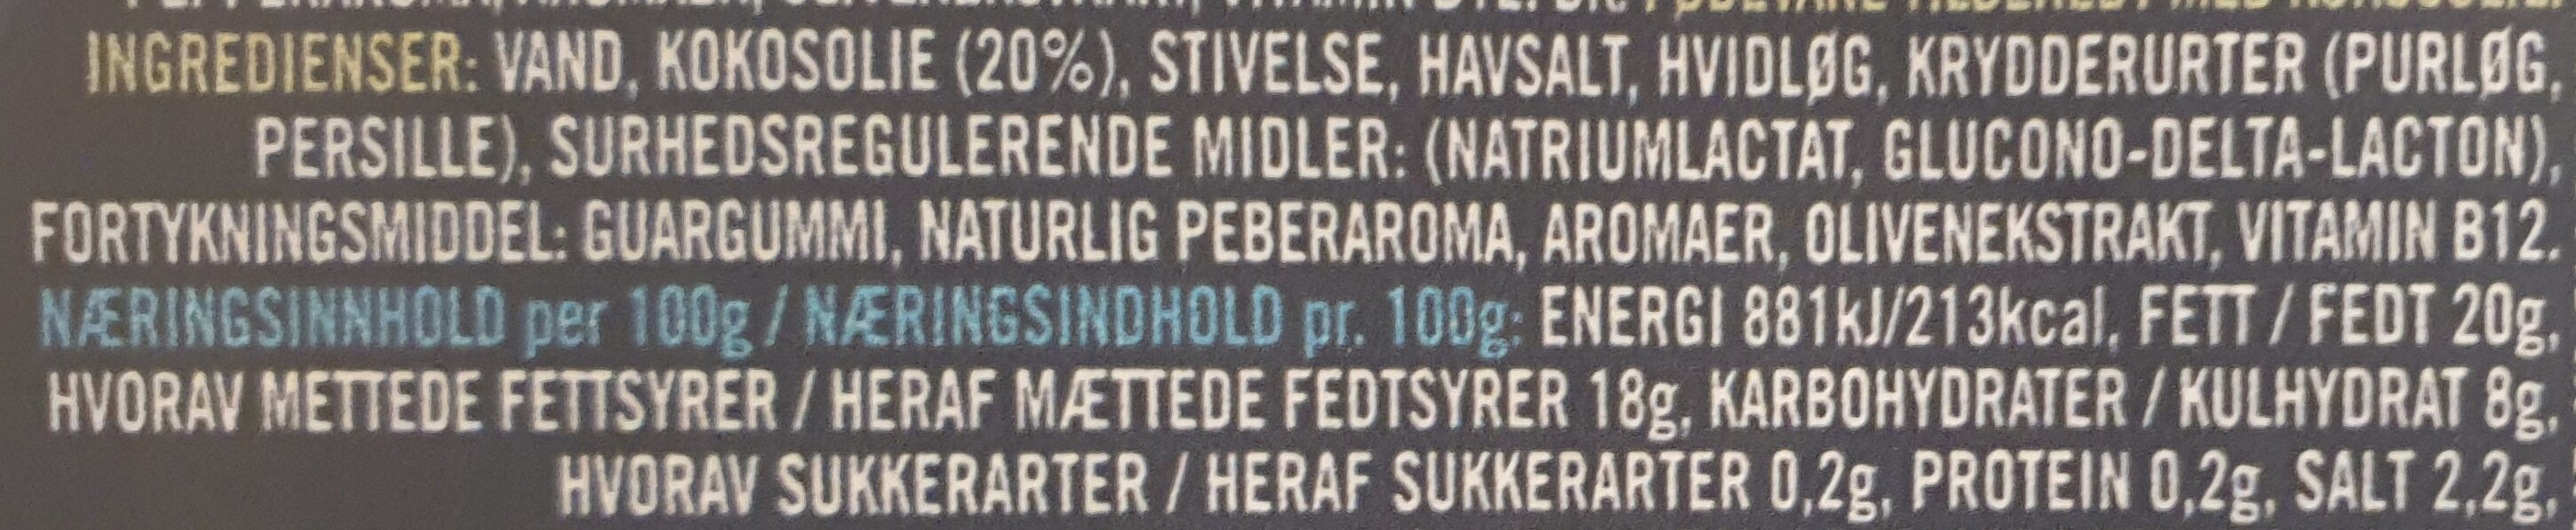 INGREDIENSER: VAND, KOKOSOLIE (20%), STIVELSE, HAVSALT, HVIDLØG, KRYDDERURTER (PURLØG,
PERSILLE), SURHEDSREGULERENDE MIDLER: (NATRIUMLACTAT, GLUCONO-DELTA-LACTON),
FORTYKNINGSMIDDEL: GUARGUMMI, NATURLIG PEBERAROMA, AROMAER, OLIVENEKSTRAKT, VITAMIN B12.
NÆRINGSINNHOLD per 100g / NÆRINGSINDHOLD pr. 100g: ENERGI 881kJ/213kcal, FETT / FEDT 20g,
HVORAV METTEDE FETTSYRER / HERAF MÆTTEDE FEDTSYRER 18g, KARBOHYDRATER / KULHYDRAT 8g,
HVORAV SUKKERARTER / HERAF SUKKERARTER 0,2g, PROTEIN 0,2g, SALT 2,2g,